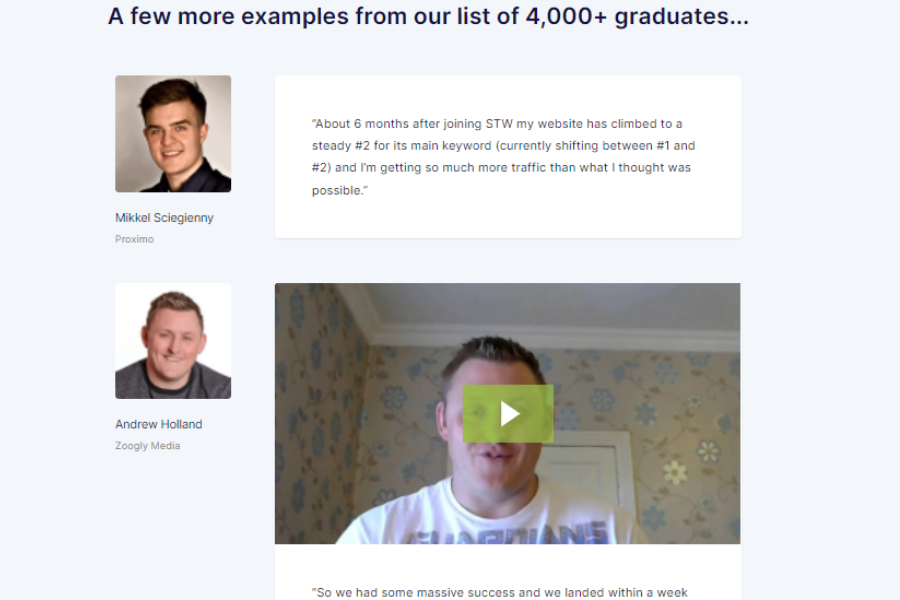 A few more examples from our list of 4,000+ graduates...
“About 6 months after joining STW my website has climbed to a
steady #2 for its main keyword (currently shifting between #1 and
#2) and I’m getting so much more traffic than what I thought was
possible.”
Mikkel Sciegienny
Proximo
Andrew Holland
Zoogly Media
GUARDIANS
“So we had some massive success and we landed within a week